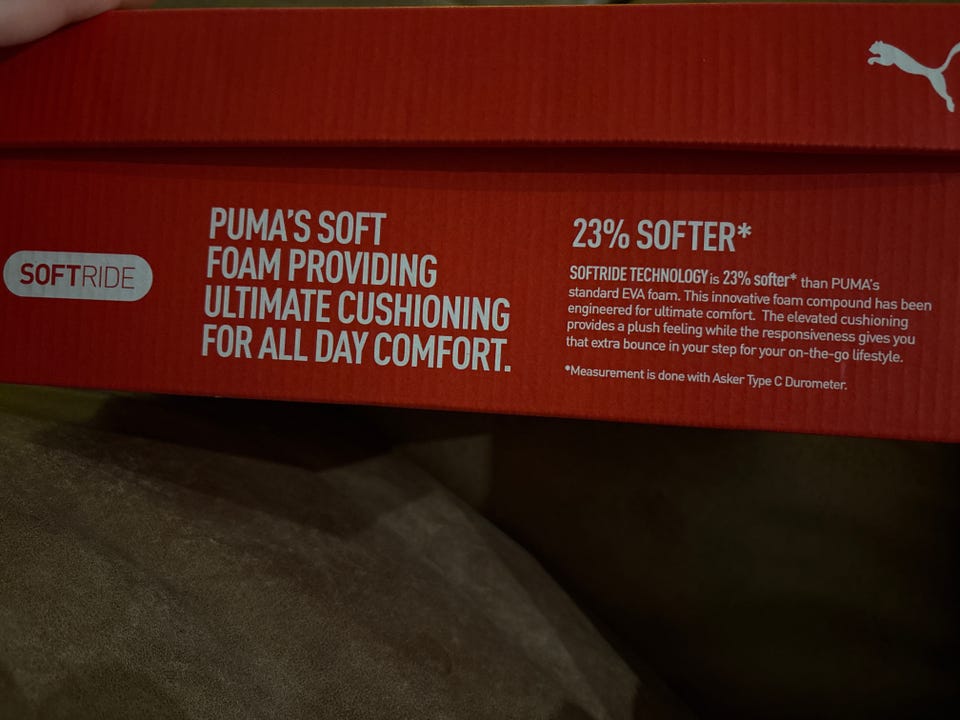 SOFTRIDE
PUMA'S SOFT
FOAM PROVIDING
ULTIMATE CUSHIONING
FOR ALL DAY COMFORT.
23% SOFTER*
SOFTRIDE TECHNOLOGY is 23% softer* than PUMA's
standard EVA foam. This innovative foam compound has been
engineered for ultimate comfort. The elevated cushioning
provides a plush feeling while the responsiveness gives you
that extra bounce in your step for your on-the-go lifestyle.
*Measurement is done with Asker Type C Durometer.